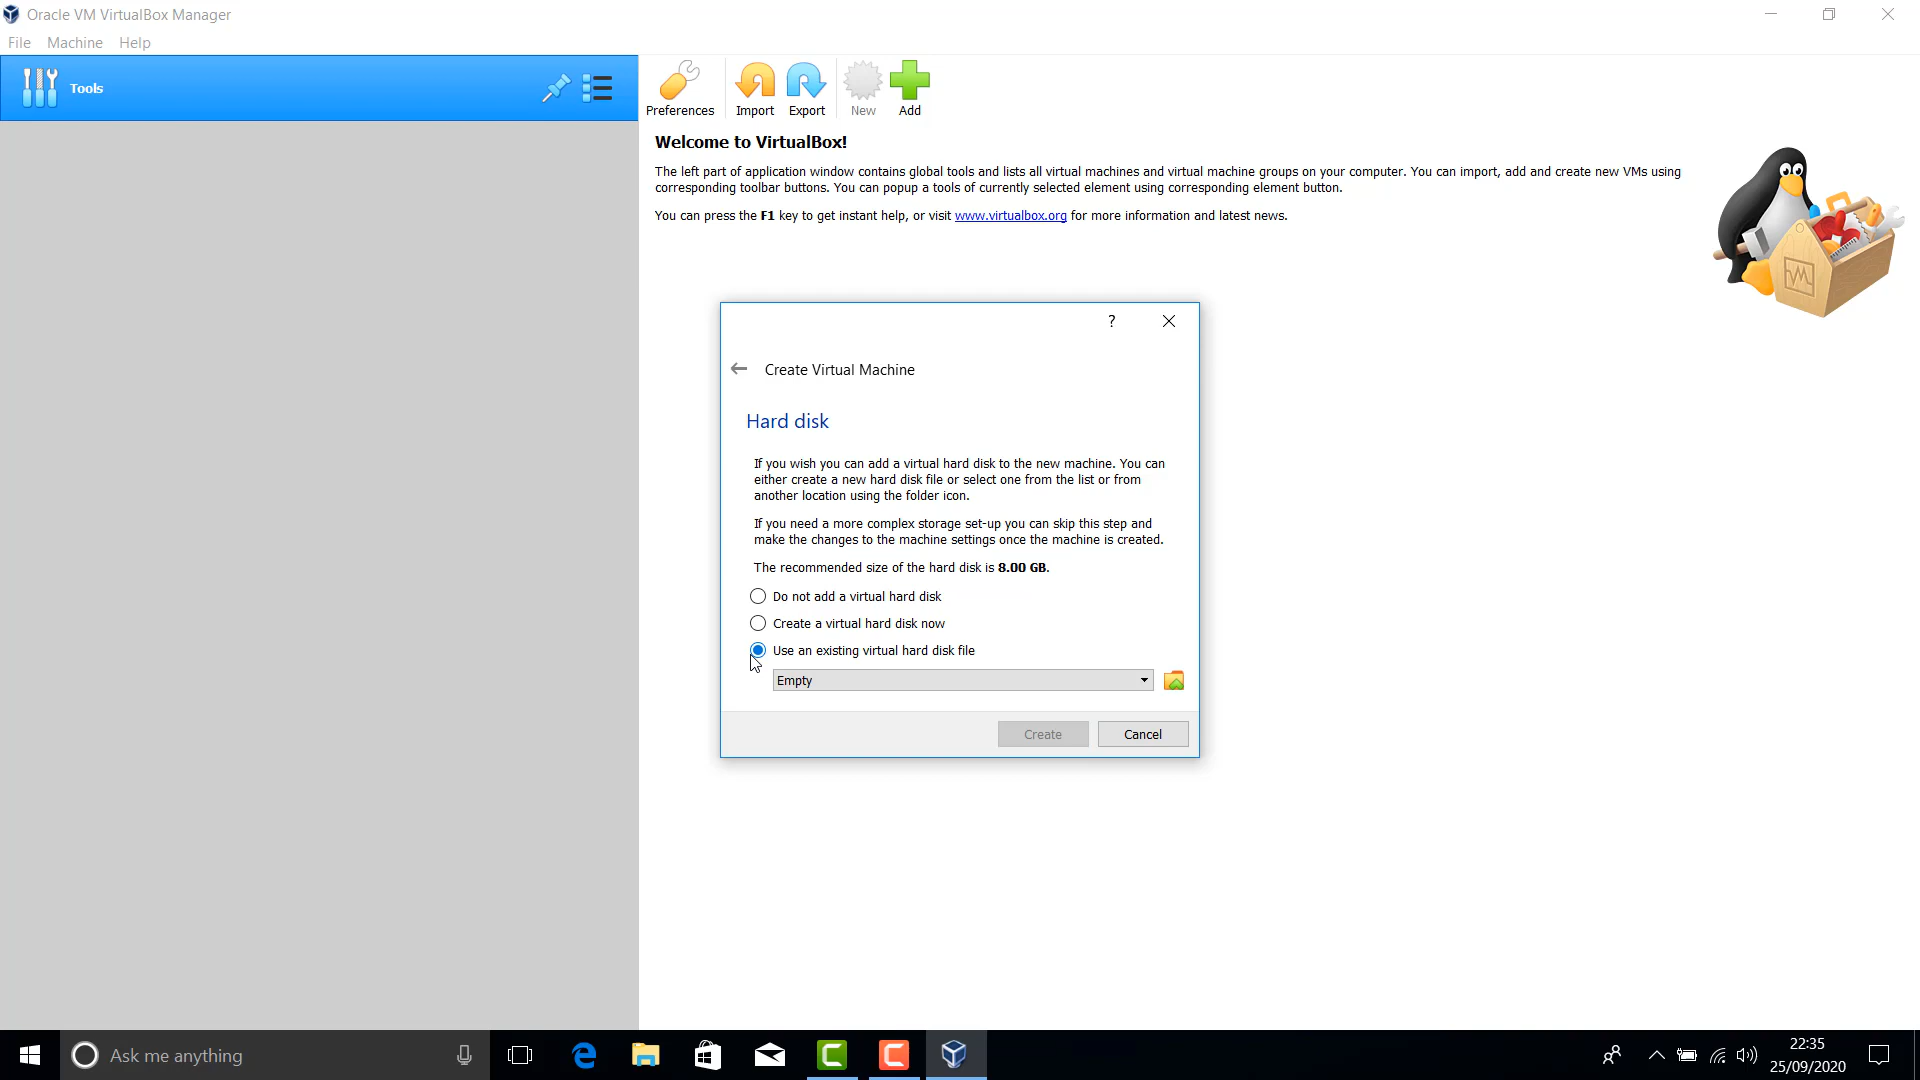 Oracle VM VirtualBox Manager
File Machine Help
Tools
Preferences Import Export New Add
Welcome to VirtualBox!
The left part of application window contains global tools and lists all virtual machines and virtual machine groups on your computer. You can import, add and create new VMs using
corresponding toolbar buttons. You can popup a tools of currently selected element using corresponding element button.
You can press the F1 key to get instant help, or visit www.virtualbox.org for more information and latest news.
?
Create Virtual Machine
Hard disk
If you wish you can add a virtual hard disk to the new machine. You can
either create a new hard disk file or select one from the list or from
another location using the folder icon.
If you need a more complex storage set-up you can skip this step and
make the changes to the machine settings once the machine is created.
The recommended size of the hard disk is 8.00 GB.
Do not add a virtual hard disk
Create a virtual hard disk now
Use an existing virtual hard disk file
Empty
Create Cancel
Ask me anything
22:35
25/09/2020